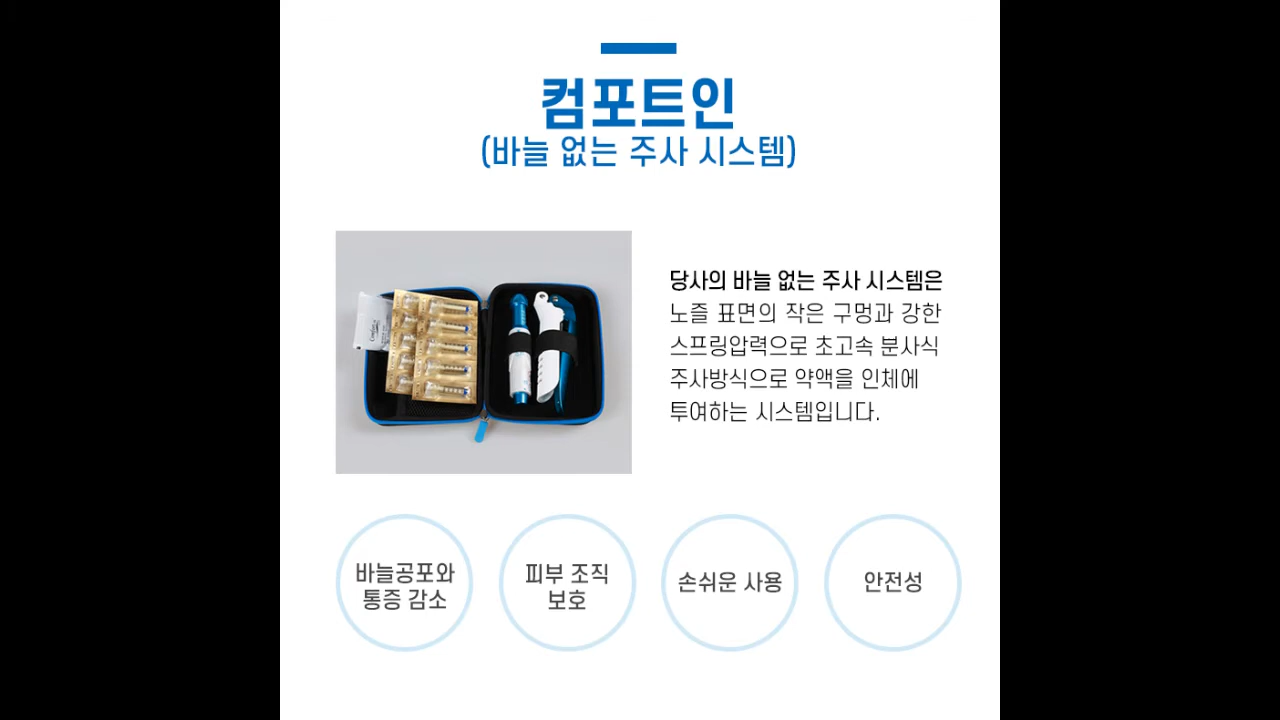 컴포트인
(바늘 없는 주사 시스템)
당사의 바늘 없는 주사 시스템은
노즐 표면의 작은 구멍과 강한
스프링압력으로 초고속 분사식
주사방식으로 약액을 인체에
투여하는 시스템입니다.
바늘공포와
통증 감소
피부 조직
보호
손쉬운 사용
안전성